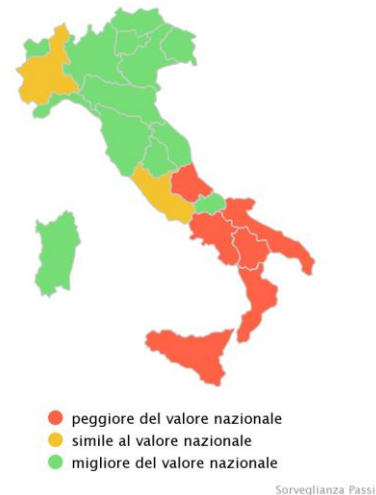 peggiore del valore nazionale
simile al valore nazionale
migliore del valore nazionale
Sorveglianza Passi